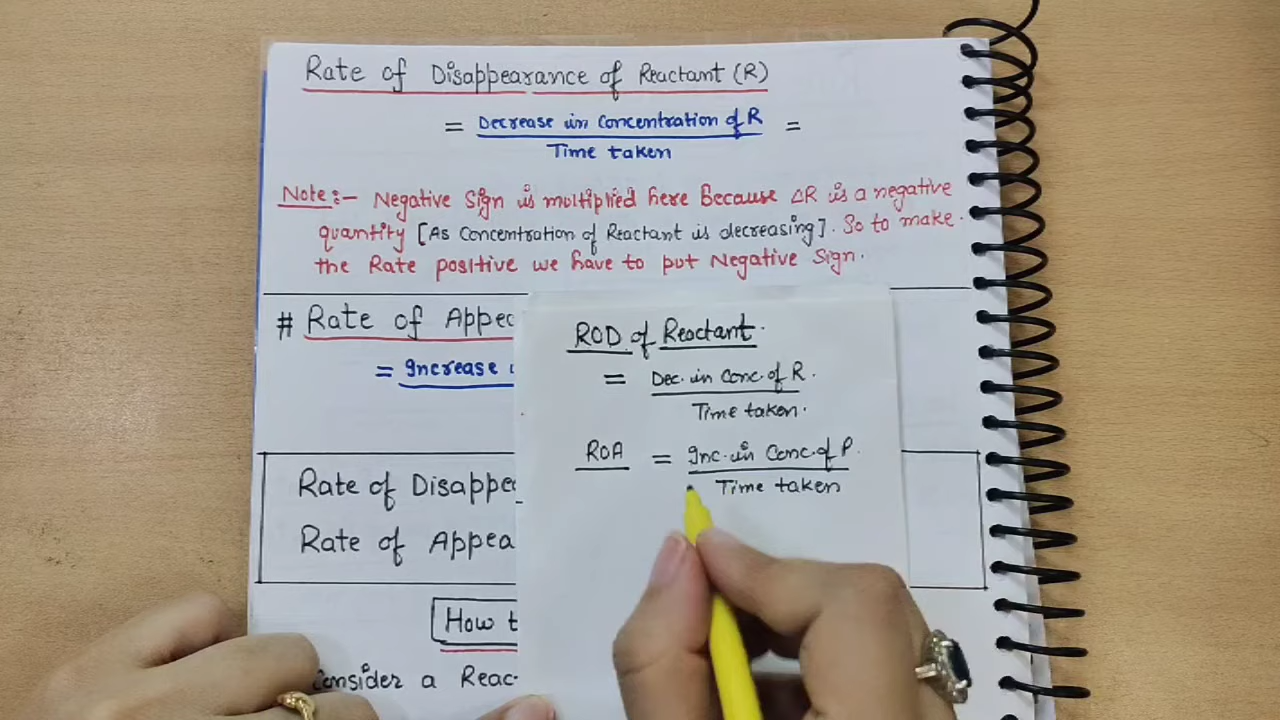 Rate of Disappearance of Reactant (R)
= Decrease in Concentration of R =
Time taken
Note:- Negative Sign is multiplied here Because ΔR is a negative
quantity [As Concentration of Reactant is decreasing]. So to make
the Rate positive we have to put Negative Sign.
# Rate of Appea
= Increase i
Rate of Disappe
Rate of Appea
How t
Consider a Reac
ROD of Reactant.
= Dec. in Conc. of R.
Time taken.
ROA = Inc. in Conc. of P.
Time taken